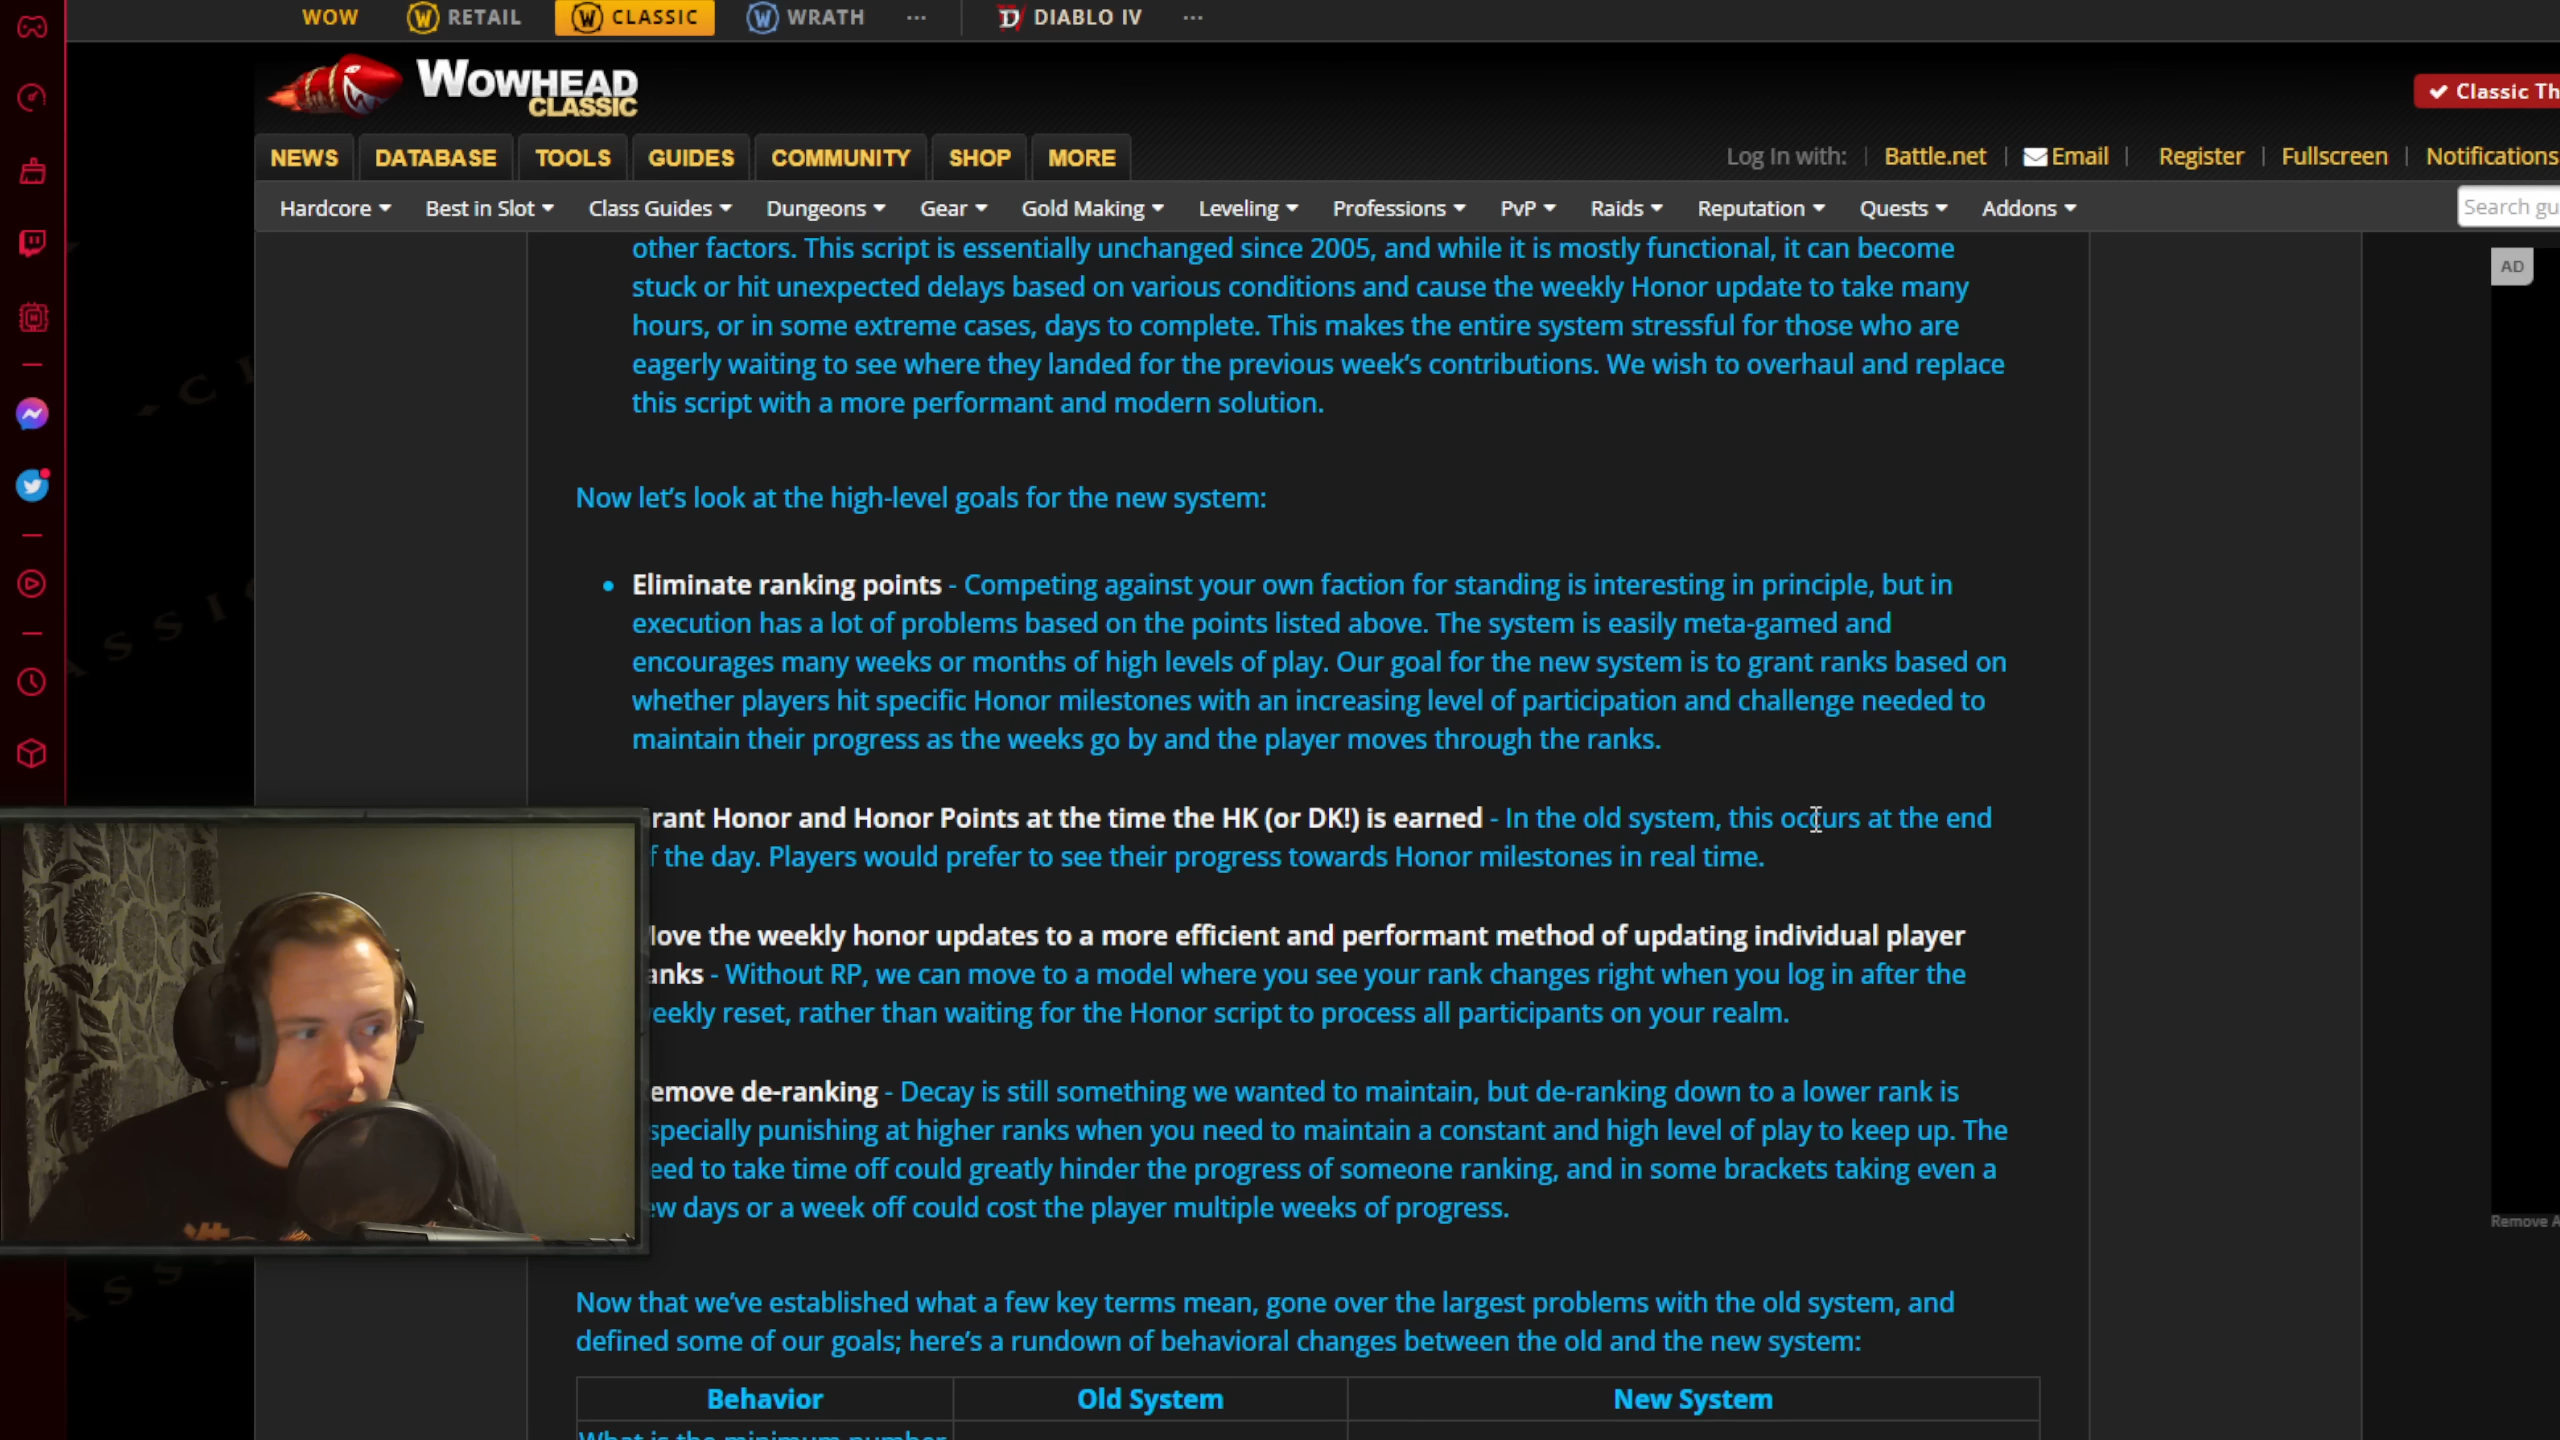 WOW RETAIL CLASSIC WRATH ... DIABLO IV ...
WOWHEAD
CLASSIC
Classic Th
NEWS DATABASE TOOLS GUIDES COMMUNITY SHOP MORE
Log In with: | Battle.net | Email | Register | Fullscreen | Notifications
Hardcore Best in Slot Class Guides Dungeons Gear Gold Making Leveling Professions PvP Raids Reputation Quests Addons
Search gu
AD
other factors. This script is essentially unchanged since 2005, and while it is mostly functional, it can become
stuck or hit unexpected delays based on various conditions and cause the weekly Honor update to take many
hours, or in some extreme cases, days to complete. This makes the entire system stressful for those who are
eagerly waiting to see where they landed for the previous week's contributions. We wish to overhaul and replace
this script with a more performant and modern solution.
Now let's look at the high-level goals for the new system:
• Eliminate ranking points - Competing against your own faction for standing is interesting in principle, but in
execution has a lot of problems based on the points listed above. The system is easily meta-gamed and
encourages many weeks or months of high levels of play. Our goal for the new system is to grant ranks based on
whether players hit specific Honor milestones with an increasing level of participation and challenge needed to
maintain their progress as the weeks go by and the player moves through the ranks.
rant Honor and Honor Points at the time the HK (or DK!) is earned - In the old system, this occurs at the end
f the day. Players would prefer to see their progress towards Honor milestones in real time.
ove the weekly honor updates to a more efficient and performant method of updating individual player
anks - Without RP, we can move to a model where you see your rank changes right when you log in after the
eekly reset, rather than waiting for the Honor script to process all participants on your realm.
emove de-ranking - Decay is still something we wanted to maintain, but de-ranking down to a lower rank is
specially punishing at higher ranks when you need to maintain a constant and high level of play to keep up. The
eed to take time off could greatly hinder the progress of someone ranking, and in some brackets taking even a
ew days or a week off could cost the player multiple weeks of progress.
Remove A
Now that we've established what a few key terms mean, gone over the largest problems with the old system, and
defined some of our goals; here's a rundown of behavioral changes between the old and the new system:
Behavior Old System New System
What is the minimum number